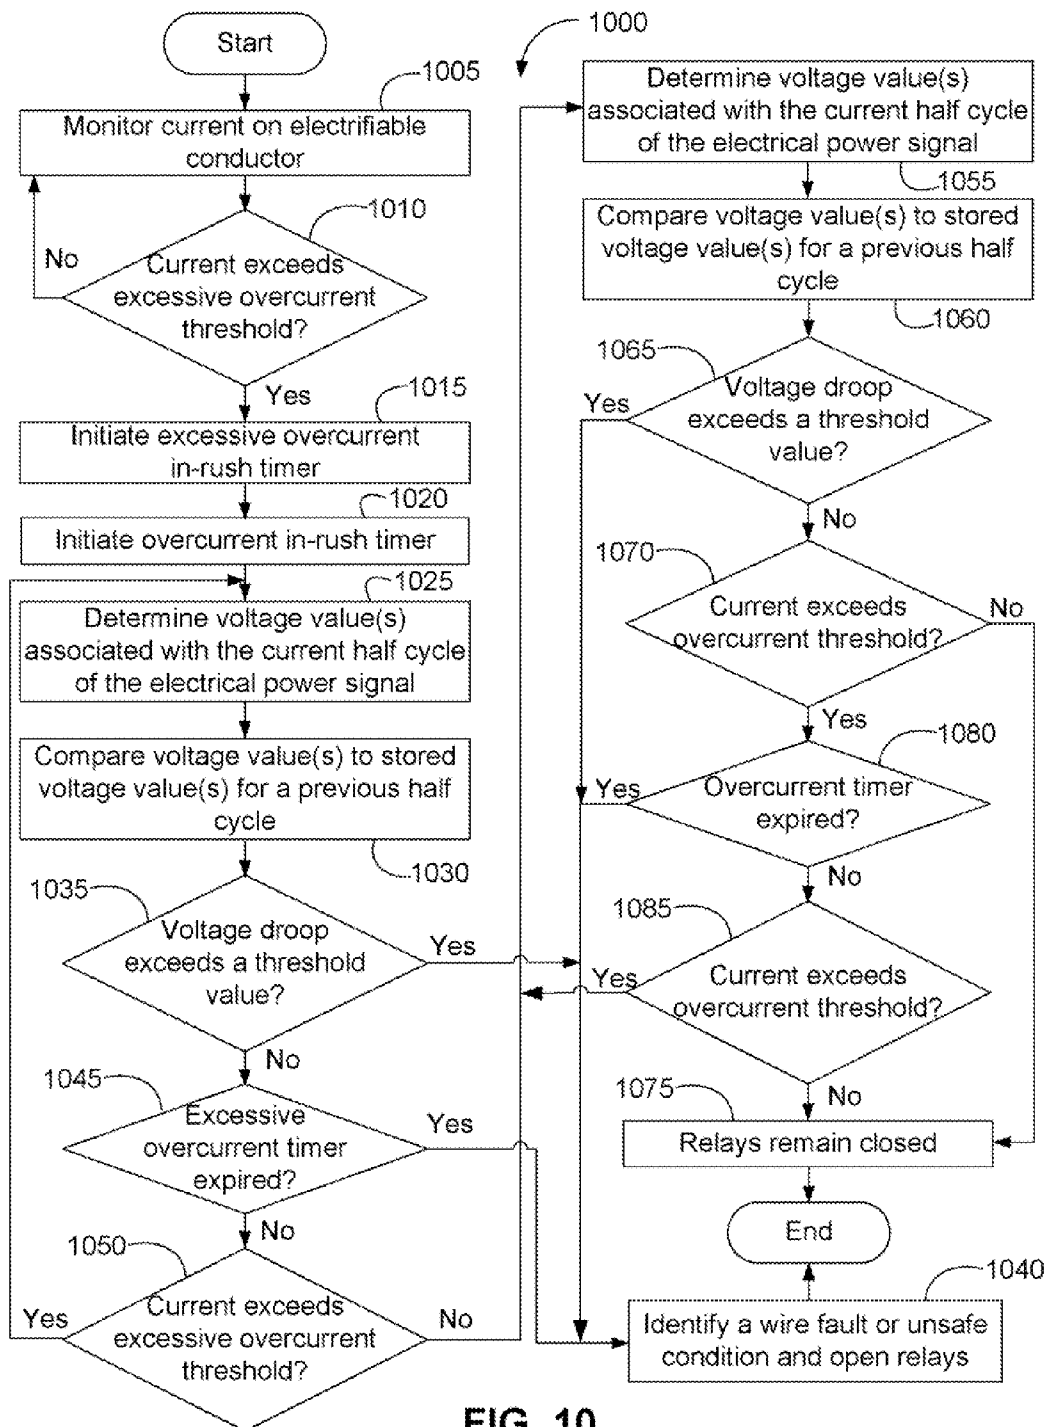 Start
1000
1005
Monitor current on electrifiable
conductor
1010
No
Current exceeds
excessive overcurrent
threshold?
Yes
1015
Initiate excessive overcurrent
in-rush timer
1020
Initiate overcurrent in-rush timer
1025
Determine voltage value(s)
associated with the current half cycle
of the electrical power signal
Compare voltage value(s) to stored
voltage value(s) for a previous half
cycle
1030
1035
Voltage droop
exceeds a threshold
value?
Yes
No
1045
Excessive
overcurrent timer
expired?
Yes
No
1050
Current exceeds
excessive overcurrent
threshold?
Yes
No
Determine voltage value(s)
associated with the current half cycle
of the electrical power signal
1055
Compare voltage value(s) to stored
voltage value(s) for a previous half
cycle
1060
1065
Yes
Voltage droop
exceeds a threshold
value?
No
1070
Current exceeds
overcurrent threshold?
No
Yes
1080
Yes
Overcurrent timer
expired?
No
1085
Yes
Current exceeds
overcurrent threshold?
No
1075
Relays remain closed
End
1040
Identify a wire fault or unsafe
condition and open relays
FIG. 10